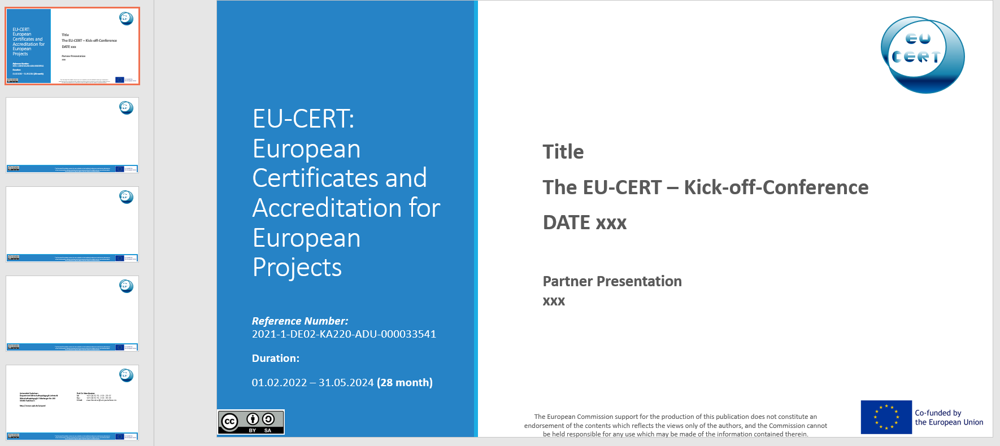 EU-CERT:
European
Certificates and
Accreditation for
European
Projects
Reference Number:
2021-1-DE02-KA220-ADU-000033541
Duration:
01.02.2022 – 31.05.2024 (28 month)
cc
BY SA
EU
CERT
Title
The EU-CERT – Kick-off-Conference
DATE xxx
Partner Presentation
xxx
The European Commission support for the production of this publication does not constitute an
endorsement of the contents which reflects the views only of the authors, and the Commission cannot
be held responsible for any use which may be made of the information contained therein.
Co-funded by
the European Union
EU-CERT:
European
Certificates and
Accreditation for
European
Projects
Title
The EU-CERT – Kick-off-Conference
DATE xxx
Partner Presentation
xxx